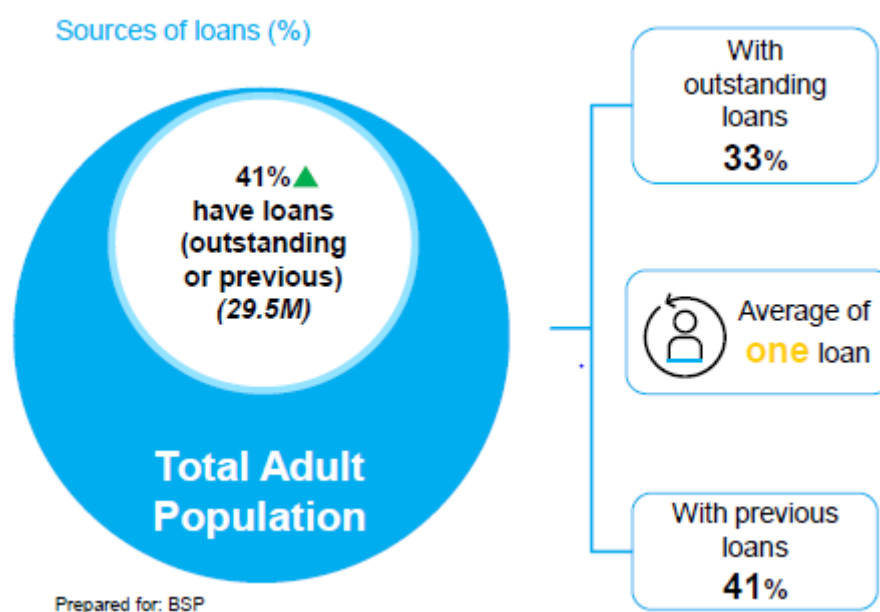 Sources of loans (%)
41%
have loans
(outstanding
or previous)
(29.5M)
Total Adult
Population
With
outstanding
loans
33%
Average of
one loan
With previous
loans
41%
Prepared for: BSP